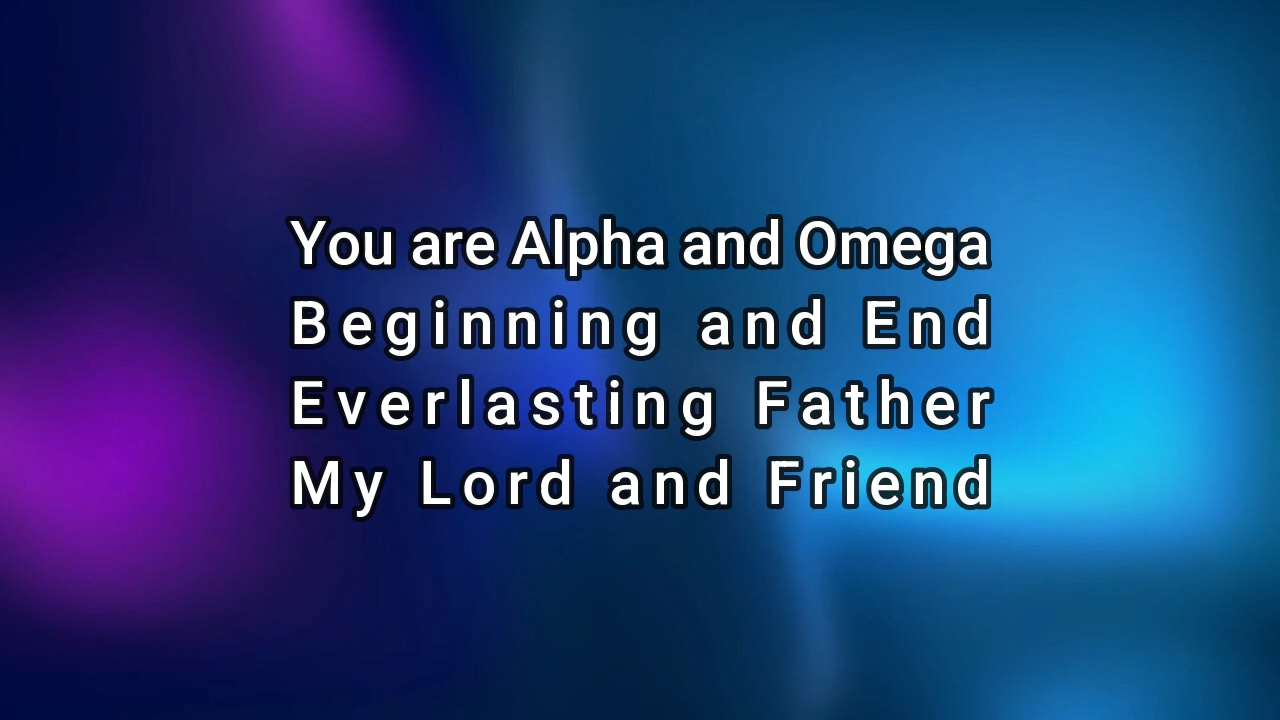 You are Alpha and Omega
Beginning and End
Everlasting Father
My Lord and Friend